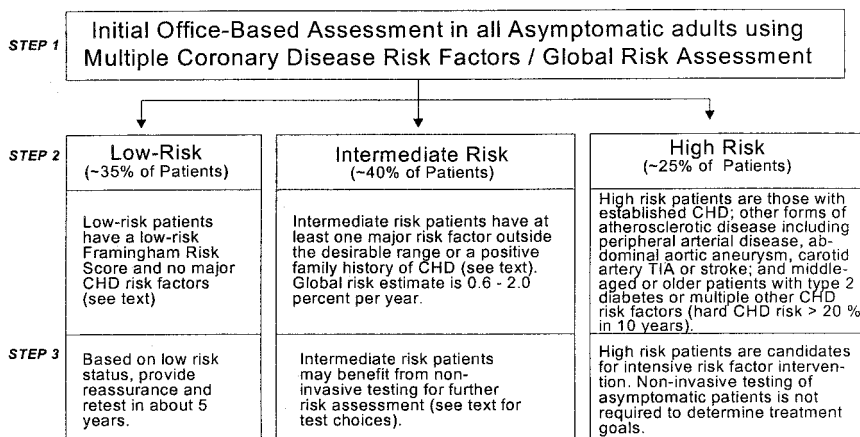 STEP 1
Initial Office-Based Assessment in all Asymptomatic adults using
Multiple Coronary Disease Risk Factors / Global Risk Assessment
STEP 2
Low-Risk
(~35% of Patients)
Intermediate Risk
(~40% of Patients)
High Risk
(~25% of Patients)
Low-risk patients
have a low-risk
Framingham Risk
Score and no major
CHD risk factors
(see text)
Intermediate risk patients have at
least one major risk factor outside
the desirable range or a positive
family history of CHD (see text).
Global risk estimate is 0.6 - 2.0
percent per year.
High risk patients are those with
established CHD; other forms of
atherosclerotic disease including
peripheral arterial disease, ab-
dominal aortic aneurysm, carotid
artery TIA or stroke; and middle-
aged or older patients with type 2
diabetes or multiple other CHD
risk factors (hard CHD risk > 20 %
in 10 years).
STEP 3
Based on low risk
status, provide
reassurance and
retest in about 5
years.
Intermediate risk patients
may benefit from non-
invasive testing for further
risk assessment (see text for
test choices).
High risk patients are candidates
for intensive risk factor interven-
tion. Non-invasive testing of
asymptomatic patients is not
required to determine treatment
goals.